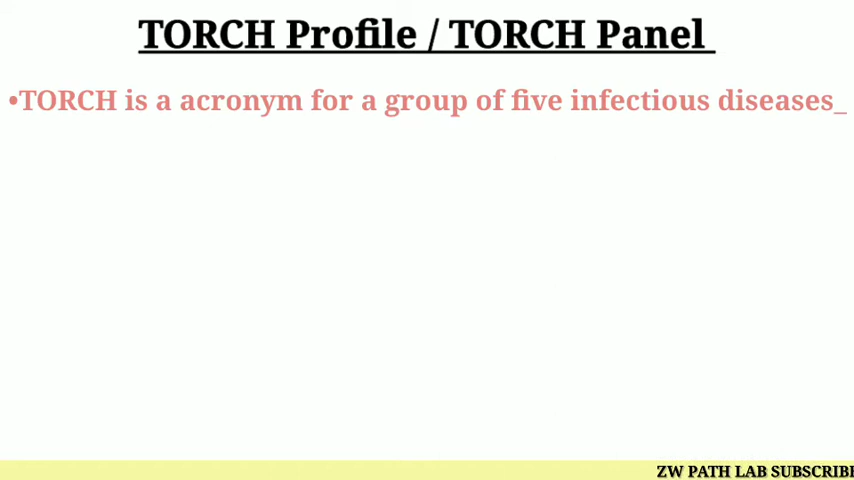 TORCH Profile / TORCH Panel
•TORCH is a acronym for a group of five infectious diseases_
ZW PATH LAB SUBSCRIBE